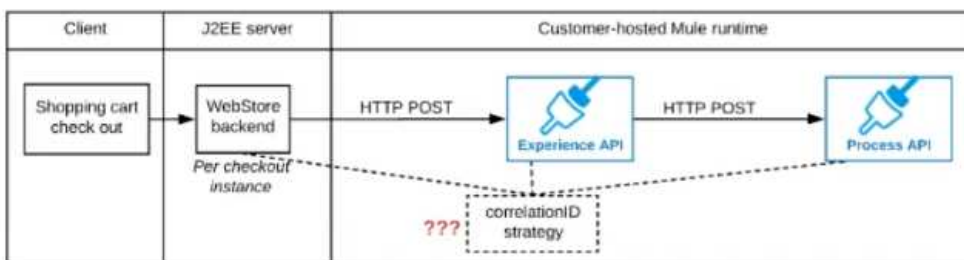 Client
J2EE server
Customer-hosted Mule runtime
Shopping cart
check out
WebStore
backend
HTTP POST
HTTP POST
Experience API
Process API
Per checkout
instance
???
correlationID
strategy